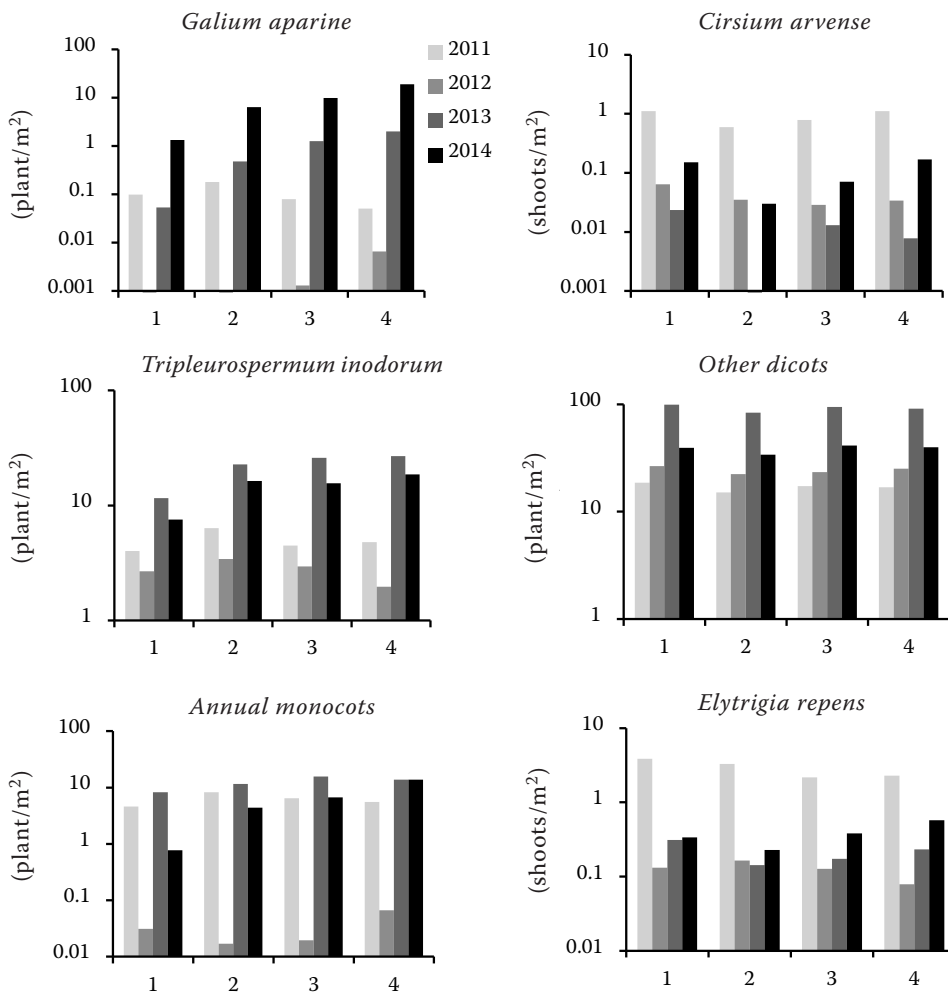 Galium aparine
(plant/m²)
100
10
1
0.1
0.01
0.001
1 2 3 4
2011
2012
2013
2014
Cirsium arvense
(shoots/m²)
10
1
0.1
0.01
0.001
1 2 3 4
Tripleurospermum inodorum
(plant/m²)
100
10
1
1 2 3 4
Other dicots
(plant/m²)
100
10
1
1 2 3 4
Annual monocots
(plant/m²)
100
10
1
0.1
0.01
1 2 3 4
Elytrigia repens
(shoots/m²)
10
1
0.1
0.01
1 2 3 4